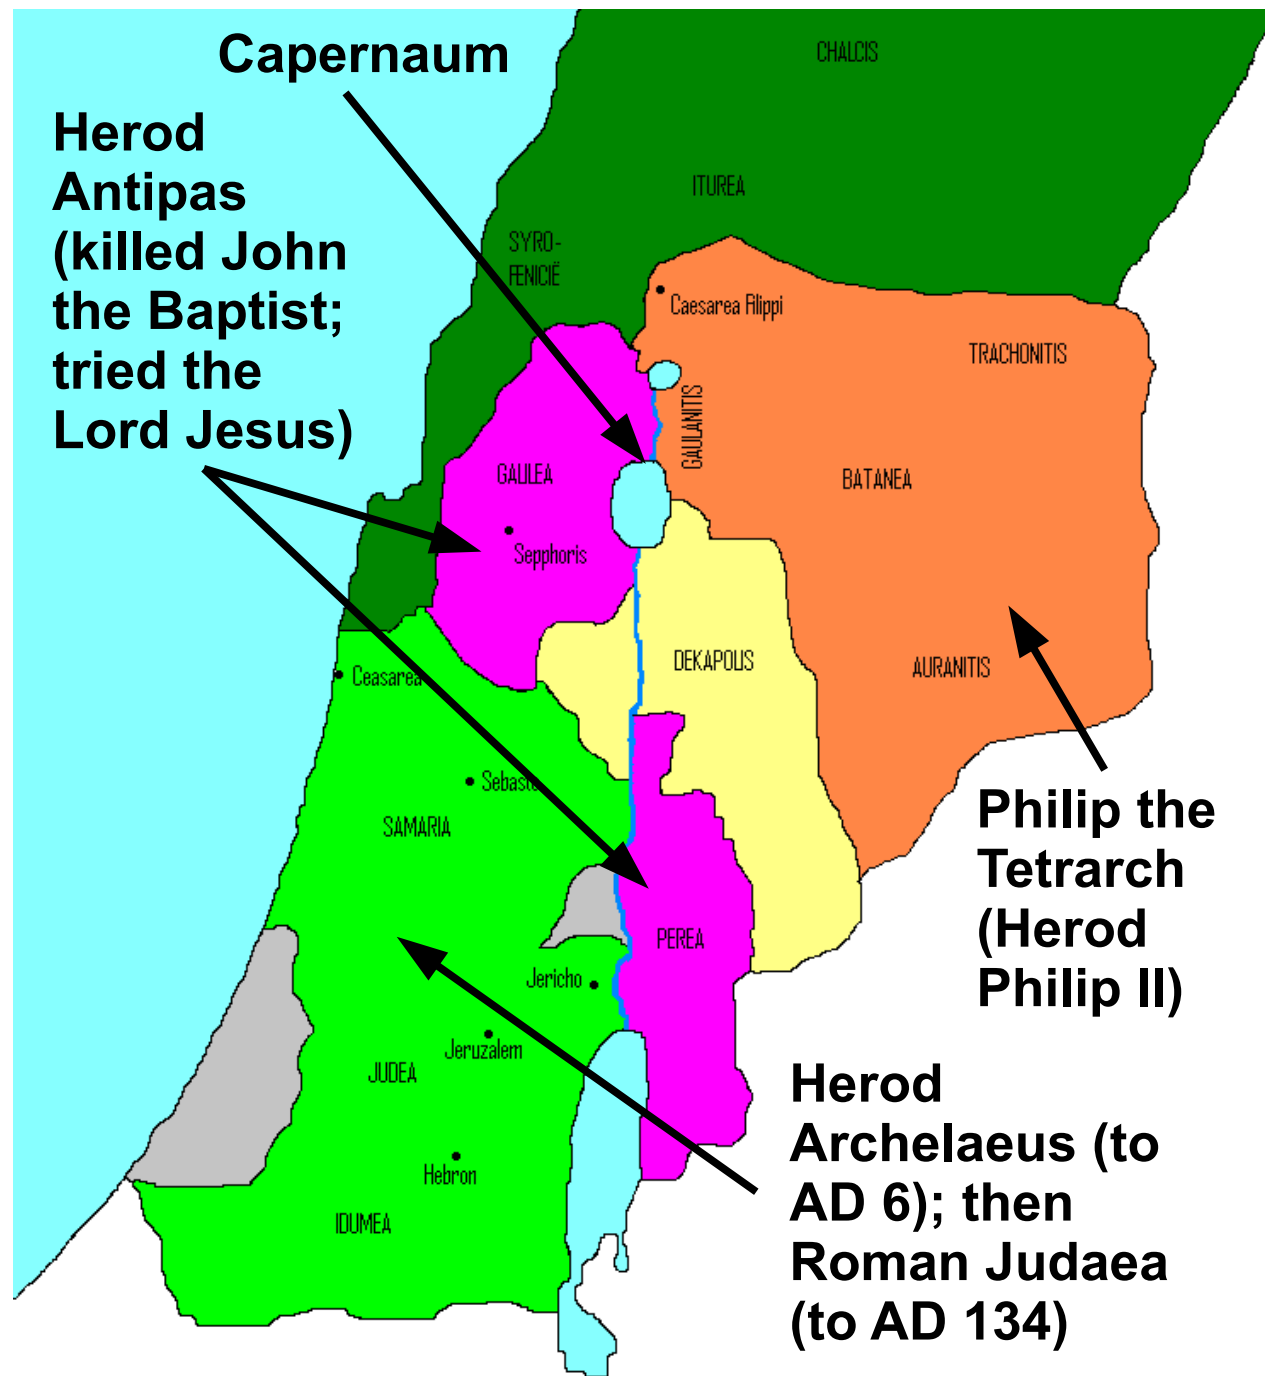 Capernaum
Herod
Antipas
(killed John
the Baptist;
tried the
Lord Jesus)
CHALCIS
ITUREA
SYRO-
FENICIË
Caesarea Filippi
TRACHONITIS
GAULANITIS
GALILEA
BATANEA
Sepphoris
DEKAPOLIS
AURANITIS
Ceasarea
Sebaste
SAMARIA
PEREA
Jericho
Jeruzalem
JUDEA
Hebron
IDUMEA
Philip the
Tetrarch
(Herod
Philip II)
Herod
Archelaeus (to
AD 6); then
Roman Judaea
(to AD 134)